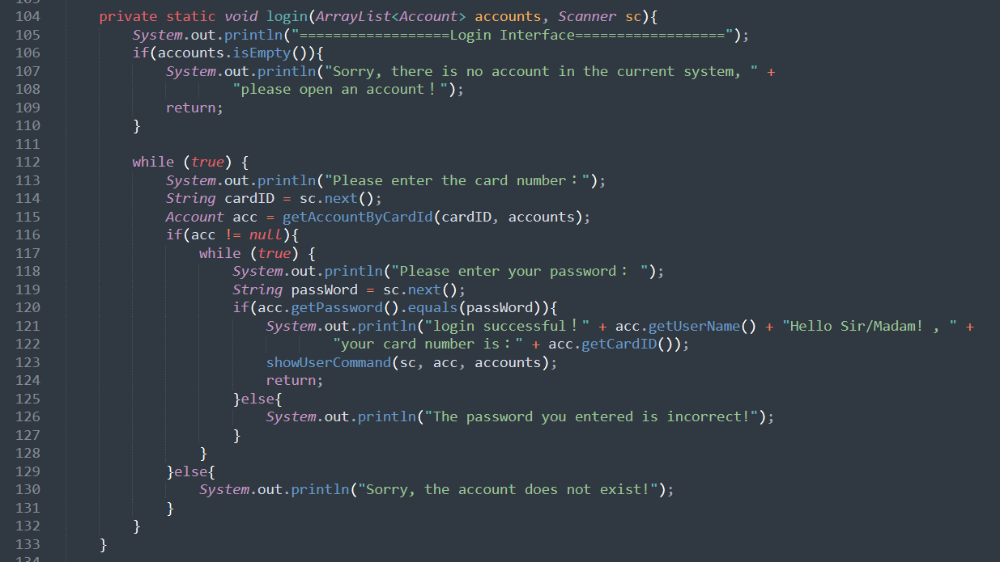 104 private static void login(ArrayList<Account> accounts, Scanner sc){
105 System.out.println("==================Login Interface==================");
106 if(accounts.isEmpty()){
107 System.out.println("Sorry, there is no account in the current system, " +
108 "please open an account！");
109 return;
110 }
111
112 while (true) {
113 System.out.println("Please enter the card number：");
114 String cardID = sc.next();
115 Account acc = getAccountByCardId(cardID, accounts);
116 if(acc != null){
117 while (true) {
118 System.out.println("Please enter your password： ");
119 String passWord = sc.next();
120 if(acc.getPassword().equals(passWord)){
121 System.out.println("login successful！" + acc.getUserName() + "Hello Sir/Madam! , " +
122 "your card number is：" + acc.getCardID());
123 showUserCommand(sc, acc, accounts);
124 return;
125 }else{
126 System.out.println("The password you entered is incorrect!");
127 }
128 }
129 }else{
130 System.out.println("Sorry, the account does not exist!");
131 }
132 }
133 }